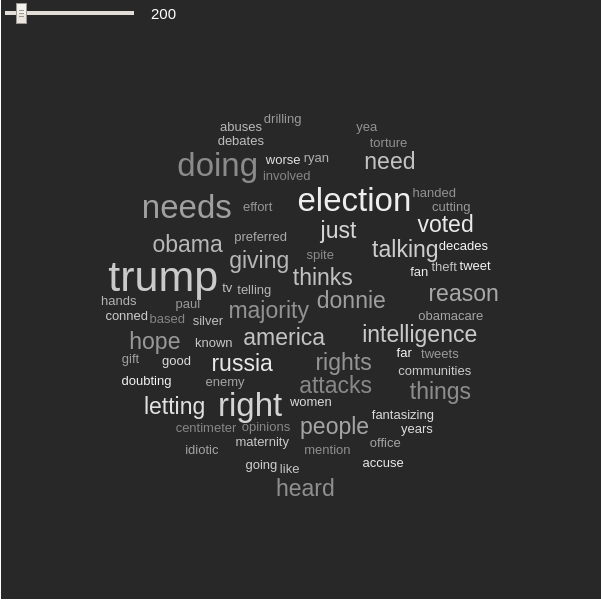 200
drilling
abuses
yea
debates
torture
doing worse ryan need
involved
needs effort election handed
cutting
just voted
obama preferred talking decades
giving spite fan theft tweet
trump thinks
tv telling donnie reason
hands paul majority
conned based silver obamacare
hope known america intelligence
gift good russia rights far tweets
communities
doubting enemy attacks things
letting right women
fantasizing
centimeter opinions people years
idiotic maternity mention office
going like accuse
heard